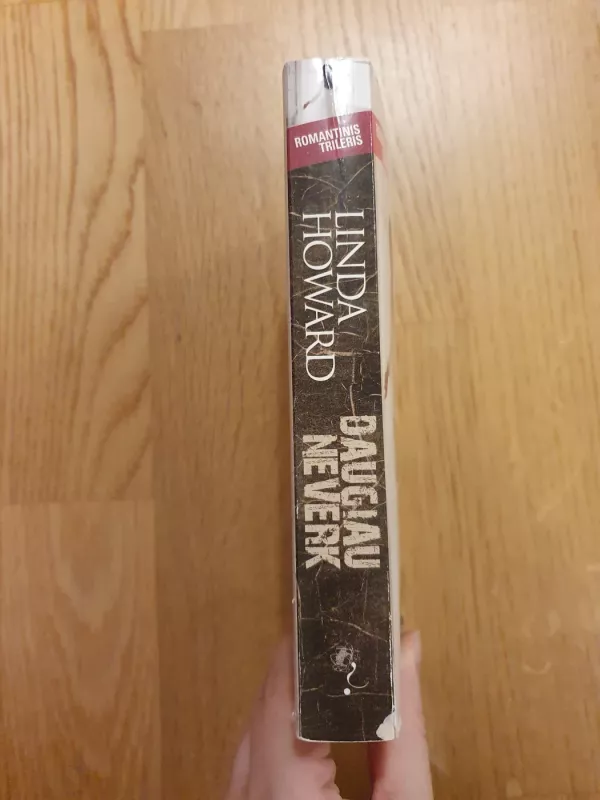 ROMANTINIS
TRILERIS
LINDA
HOWARD
DAUGIAU
NEVERK